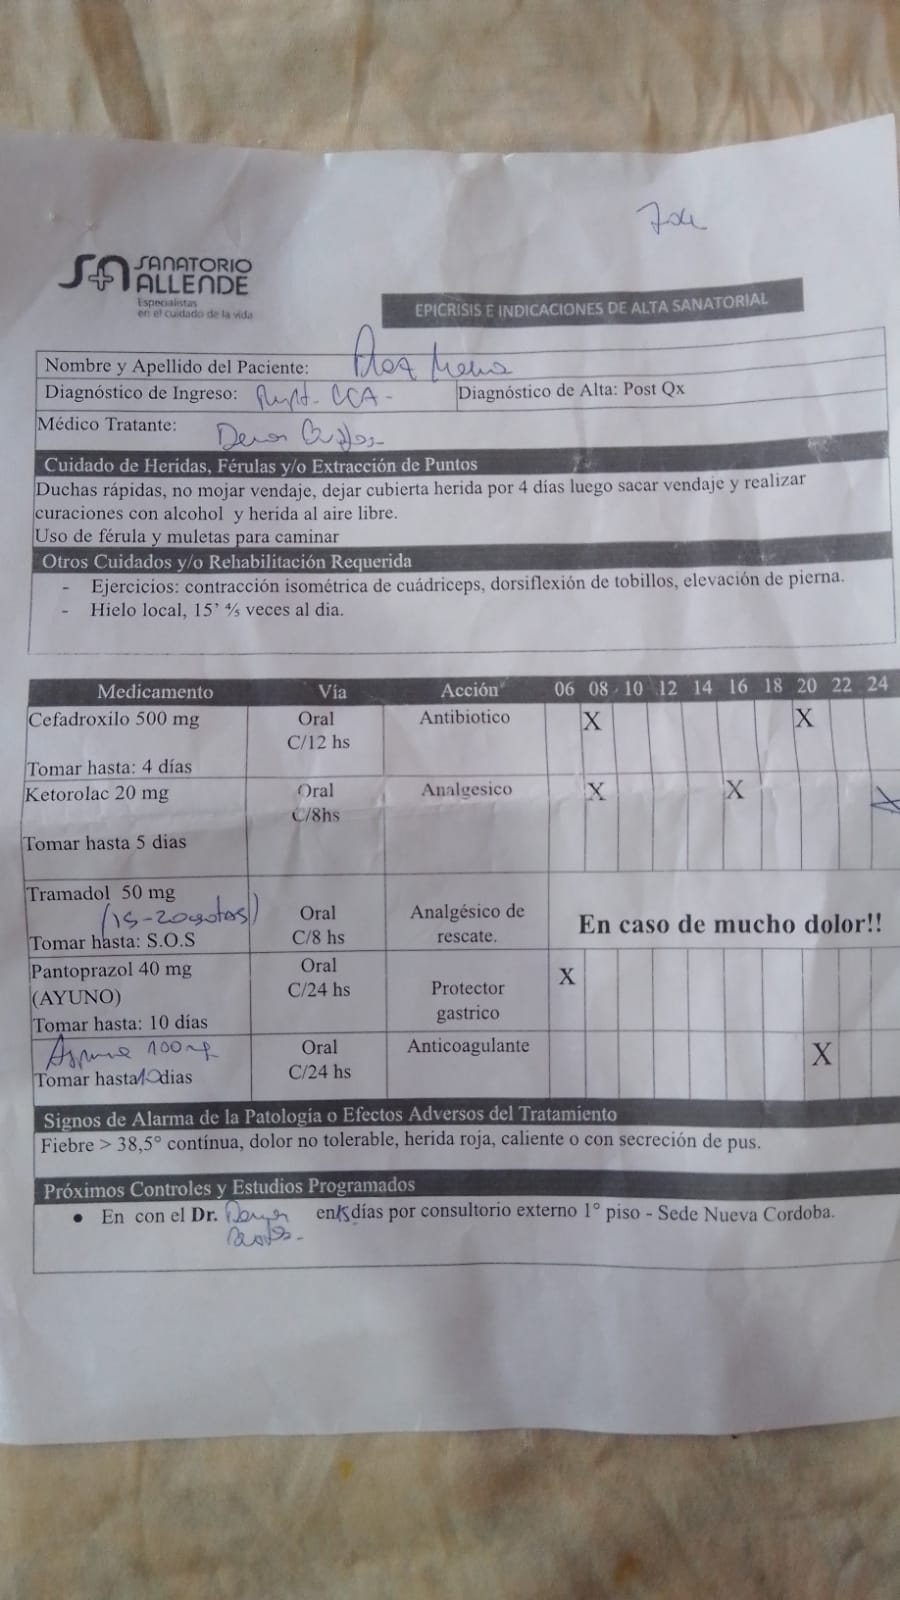 SANATORIO
ALLENDE
Especialistas
en el cuidado de la vida
EPICRISIS E INDICACIONES DE ALTA SANATORIAL
Nombre y Apellido del Paciente:
Diagnóstico de Ingreso:
Diagnóstico de Alta: Post Qx
Médico Tratante:
Cuidado de Heridas, Férulas y/o Extracción de Puntos
Duchas rápidas, no mojar vendaje, dejar cubierta herida por 4 días luego sacar vendaje y realizar
curaciones con alcohol y herida al aire libre.
Uso de férula y muletas para caminar
Otros Cuidados y/o Rehabilitación Requerida
- Ejercicios: contracción isométrica de cuádriceps, dorsiflexión de tobillos, elevación de pierna.
- Hielo local, 15’ ⅘ veces al dia.
Medicamento Vía Acción 06 08 10 12 14 16 18 20 22 24
Cefadroxilo 500 mg Oral Antibiotico X X
C/12 hs
Tomar hasta: 4 días
Ketorolac 20 mg Oral Analgesico X X X
C/8hs
Tomar hasta 5 dias
Tramadol 50 mg
(15-20 gotas)
Oral Analgésico de
En caso de mucho dolor!!
Tomar hasta: S.O.S C/8 hs rescate.
Pantoprazol 40 mg Oral X
(AYUNO) C/24 hs Protector
gastrico
Tomar hasta: 10 días
100 mg Oral Anticoagulante X
Tomar hasta 10 dias C/24 hs
Signos de Alarma de la Patología o Efectos Adversos del Tratamiento
Fiebre > 38,5° contínua, dolor no tolerable, herida roja, caliente o con secreción de pus.
Próximos Controles y Estudios Programados
• En con el Dr. en 15 días por consultorio externo 1° piso - Sede Nueva Cordoba.